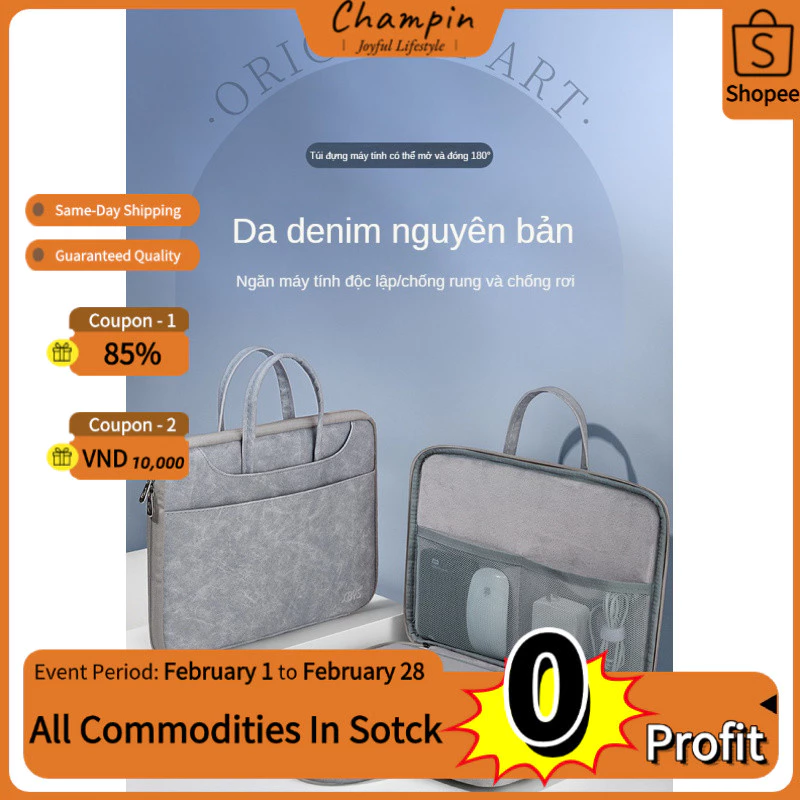 Champin
Joyful Lifestyle
Shopee
Túi đựng máy tính có thể mở và đóng 180°
Same-Day Shipping
Da denim nguyên bản
Guaranteed Quality
Ngăn máy tính độc lập/chống rung và chống rơi
Coupon - 1
85%
Coupon - 2
VND 10,000
Event Period: February 1 to February 28
All Commodities In Sotck
0
Profit